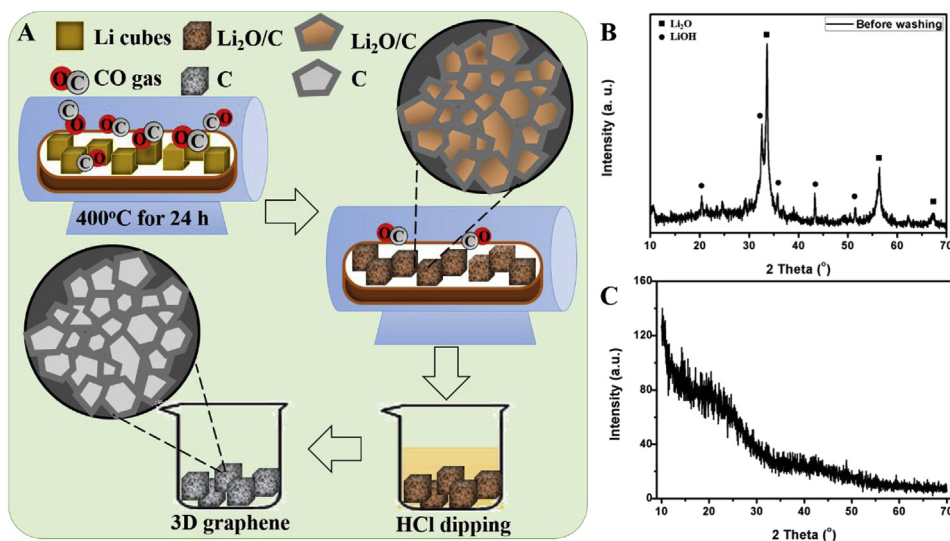 A
Li cubes
Li₂O/C
Li₂O/C
CO gas
C
C
C
O
C
O
C
O
C
O
C
O
C
O
400°C for 24 h
O
C
C
O
3D graphene
HCl dipping
B
■ Li₂O
● LiOH
Before washing
Intensity (a. u.)
10 20 30 40 50 60 70
2 Theta (°)
C
160
120
80
40
0
Intensity (a.u.)
10 20 30 40 50 60 70
2 Theta (°)